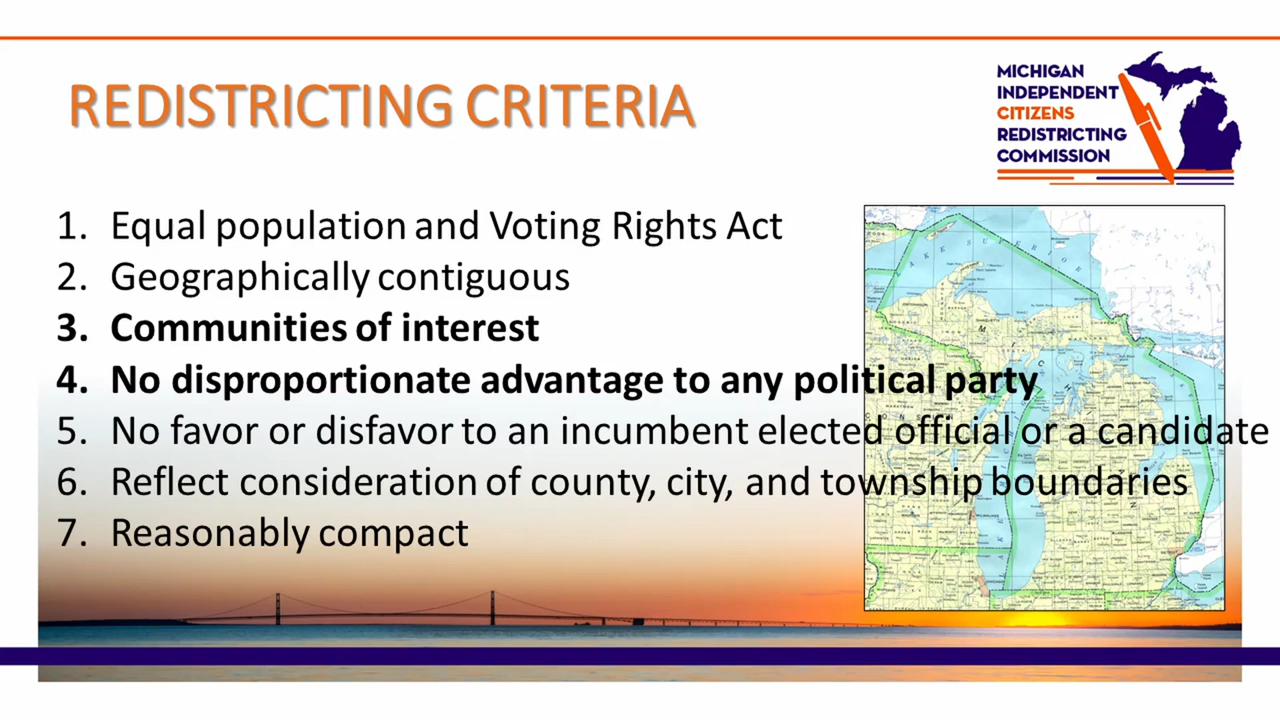 REDISTRICTING CRITERIA
MICHIGAN
INDEPENDENT
CITIZENS
REDISTRICTING
COMMISSION
1. Equal population and Voting Rights Act
2. Geographically contiguous
3. Communities of interest
4. No disproportionate advantage to any political party
5. No favor or disfavor to an incumbent elected official or a candidate
6. Reflect consideration of county, city, and township boundaries
7. Reasonably compact
LAKE SUPERIOR